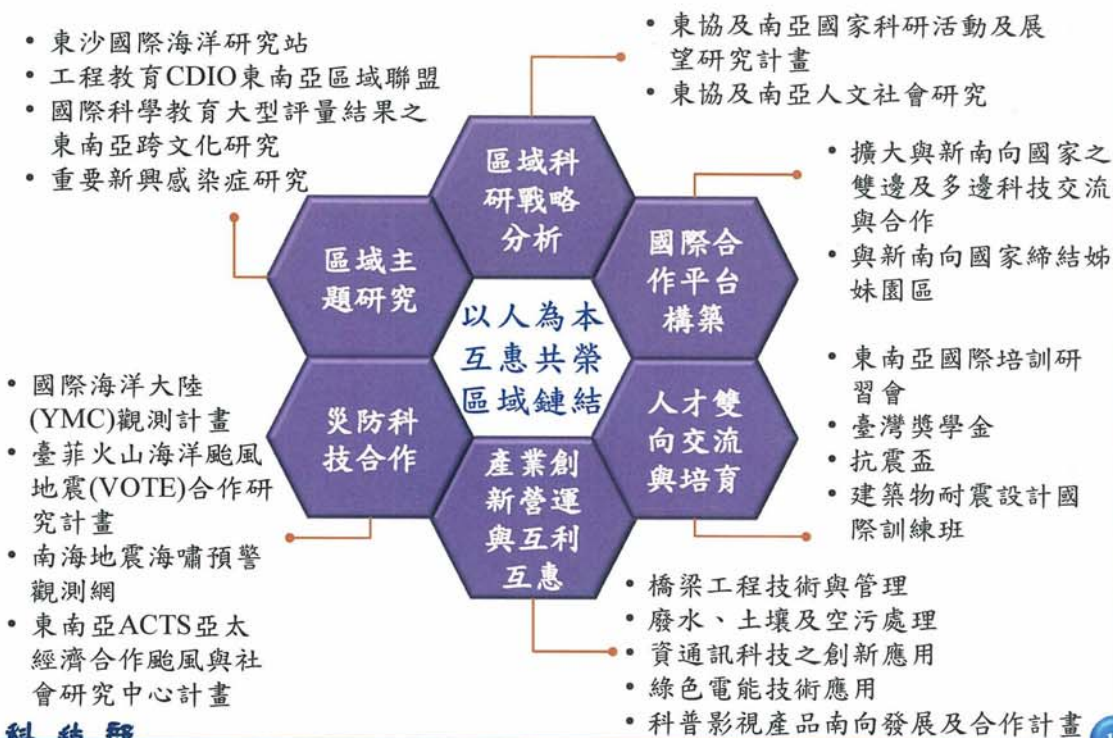 • 東沙國際海洋研究站
• 工程教育CDIO東南亞區域聯盟
• 國際科學教育大型評量結果之
東南亞跨文化研究
• 重要新興感染症研究
• 東協及南亞國家科研活動及展
望研究計畫
• 東協及南亞人文社會研究
區域科
研戰略
分析
區域主
題研究
國際合
作平台
構築
• 擴大與新南向國家之
雙邊及多邊科技交流
與合作
• 與新南向國家締結姊
妹園區
以人為本
互惠共榮
區域鏈結
• 國際海洋大陸
(YMC)觀測計畫
• 臺菲火山海洋颱風
地震(VOTE)合作研
究計畫
• 南海地震海嘯預警
觀測網
• 東南亞ACTS亞太
經濟合作颱風與社
會研究中心計畫
災防科
技合作
人才雙
向交流
與培育
• 東南亞國際培訓研
習會
• 臺灣獎學金
• 抗震盃
• 建築物耐震設計國
際訓練班
產業創
新營運
與互利
互惠
• 橋梁工程技術與管理
• 廢水、土壤及空污處理
• 資通訊科技之創新應用
• 綠色電能技術應用
• 科普影視產品南向發展及合作計畫
科技部